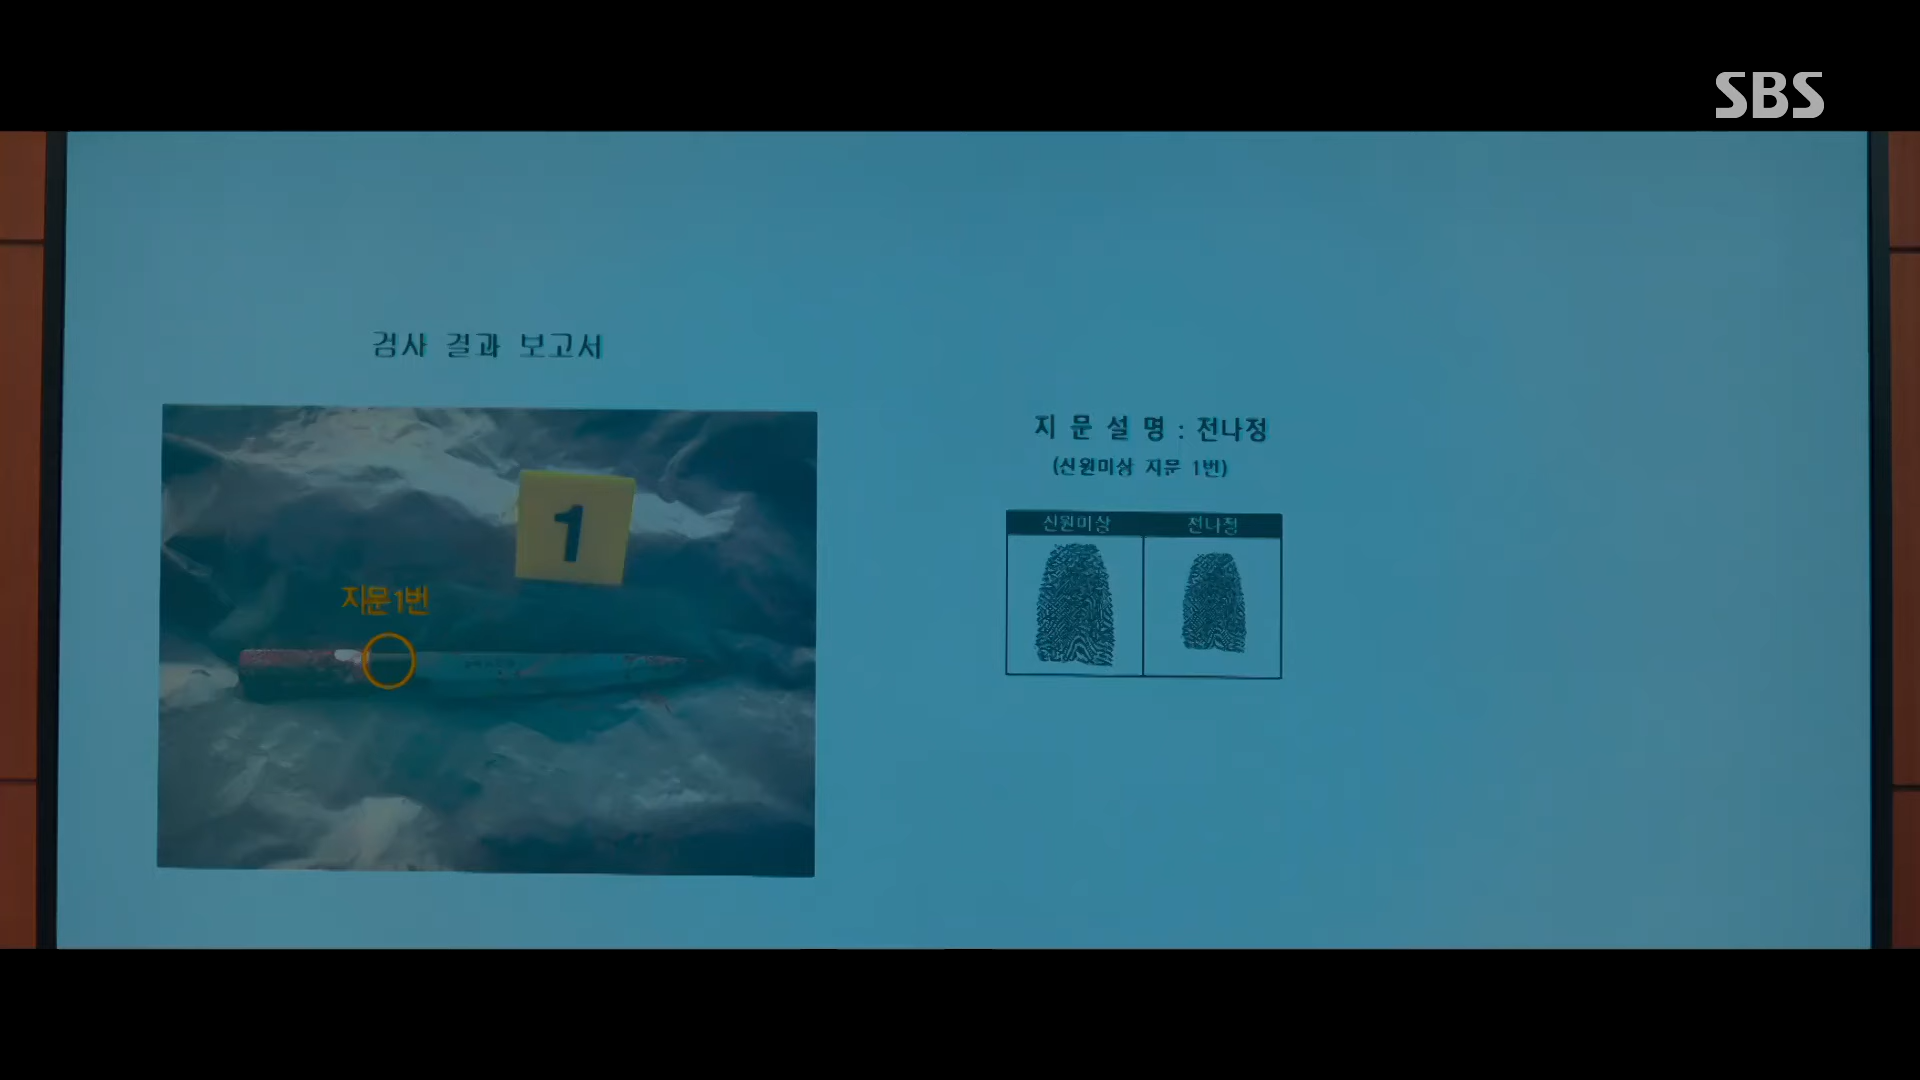 SBS
검사 결과 보고서
1
지문1번
지 문 설 명 : 전나정
(신원미상 지문 1번)
신원미상 전나정